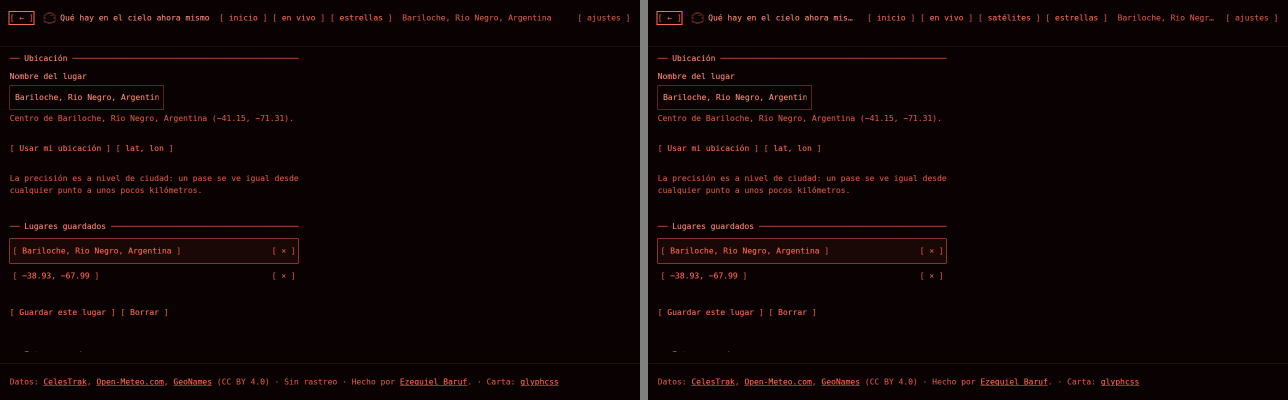 [ ← ] Qué hay en el cielo ahora mismo [ inicio ] [ en vivo ] [ estrellas ] Bariloche, Rio Negro, Argentina [ ajustes ]
Ubicación
Nombre del lugar
Bariloche, Rio Negro, Argentin
Centro de Bariloche, Rio Negro, Argentina (−41.15, −71.31).
[ Usar mi ubicación ] [ lat, lon ]
La precisión es a nivel de ciudad: un pase se ve igual desde
cualquier punto a unos pocos kilómetros.
Lugares guardados
[ Bariloche, Rio Negro, Argentina ] [ × ]
[ −38.93, −67.99 ] [ × ]
[ Guardar este lugar ] [ Borrar ]
Datos: CelesTrak, Open-Meteo.com, GeoNames (CC BY 4.0) · Sin rastreo · Hecho por Ezequiel Baruf. · Carta: glyphcss
[ ← ] Qué hay en el cielo ahora mis… [ inicio ] [ en vivo ] [ satélites ] [ estrellas ] Bariloche, Rio Negr… [ ajustes ]
Ubicación
Nombre del lugar
Bariloche, Rio Negro, Argentin
Centro de Bariloche, Rio Negro, Argentina (−41.15, −71.31).
[ Usar mi ubicación ] [ lat, lon ]
La precisión es a nivel de ciudad: un pase se ve igual desde
cualquier punto a unos pocos kilómetros.
Lugares guardados
[ Bariloche, Rio Negro, Argentina ] [ × ]
[ −38.93, −67.99 ] [ × ]
[ Guardar este lugar ] [ Borrar ]
Datos: CelesTrak, Open-Meteo.com, GeoNames (CC BY 4.0) · Hecho por Ezequiel Baruf. · Carta: glyphcss